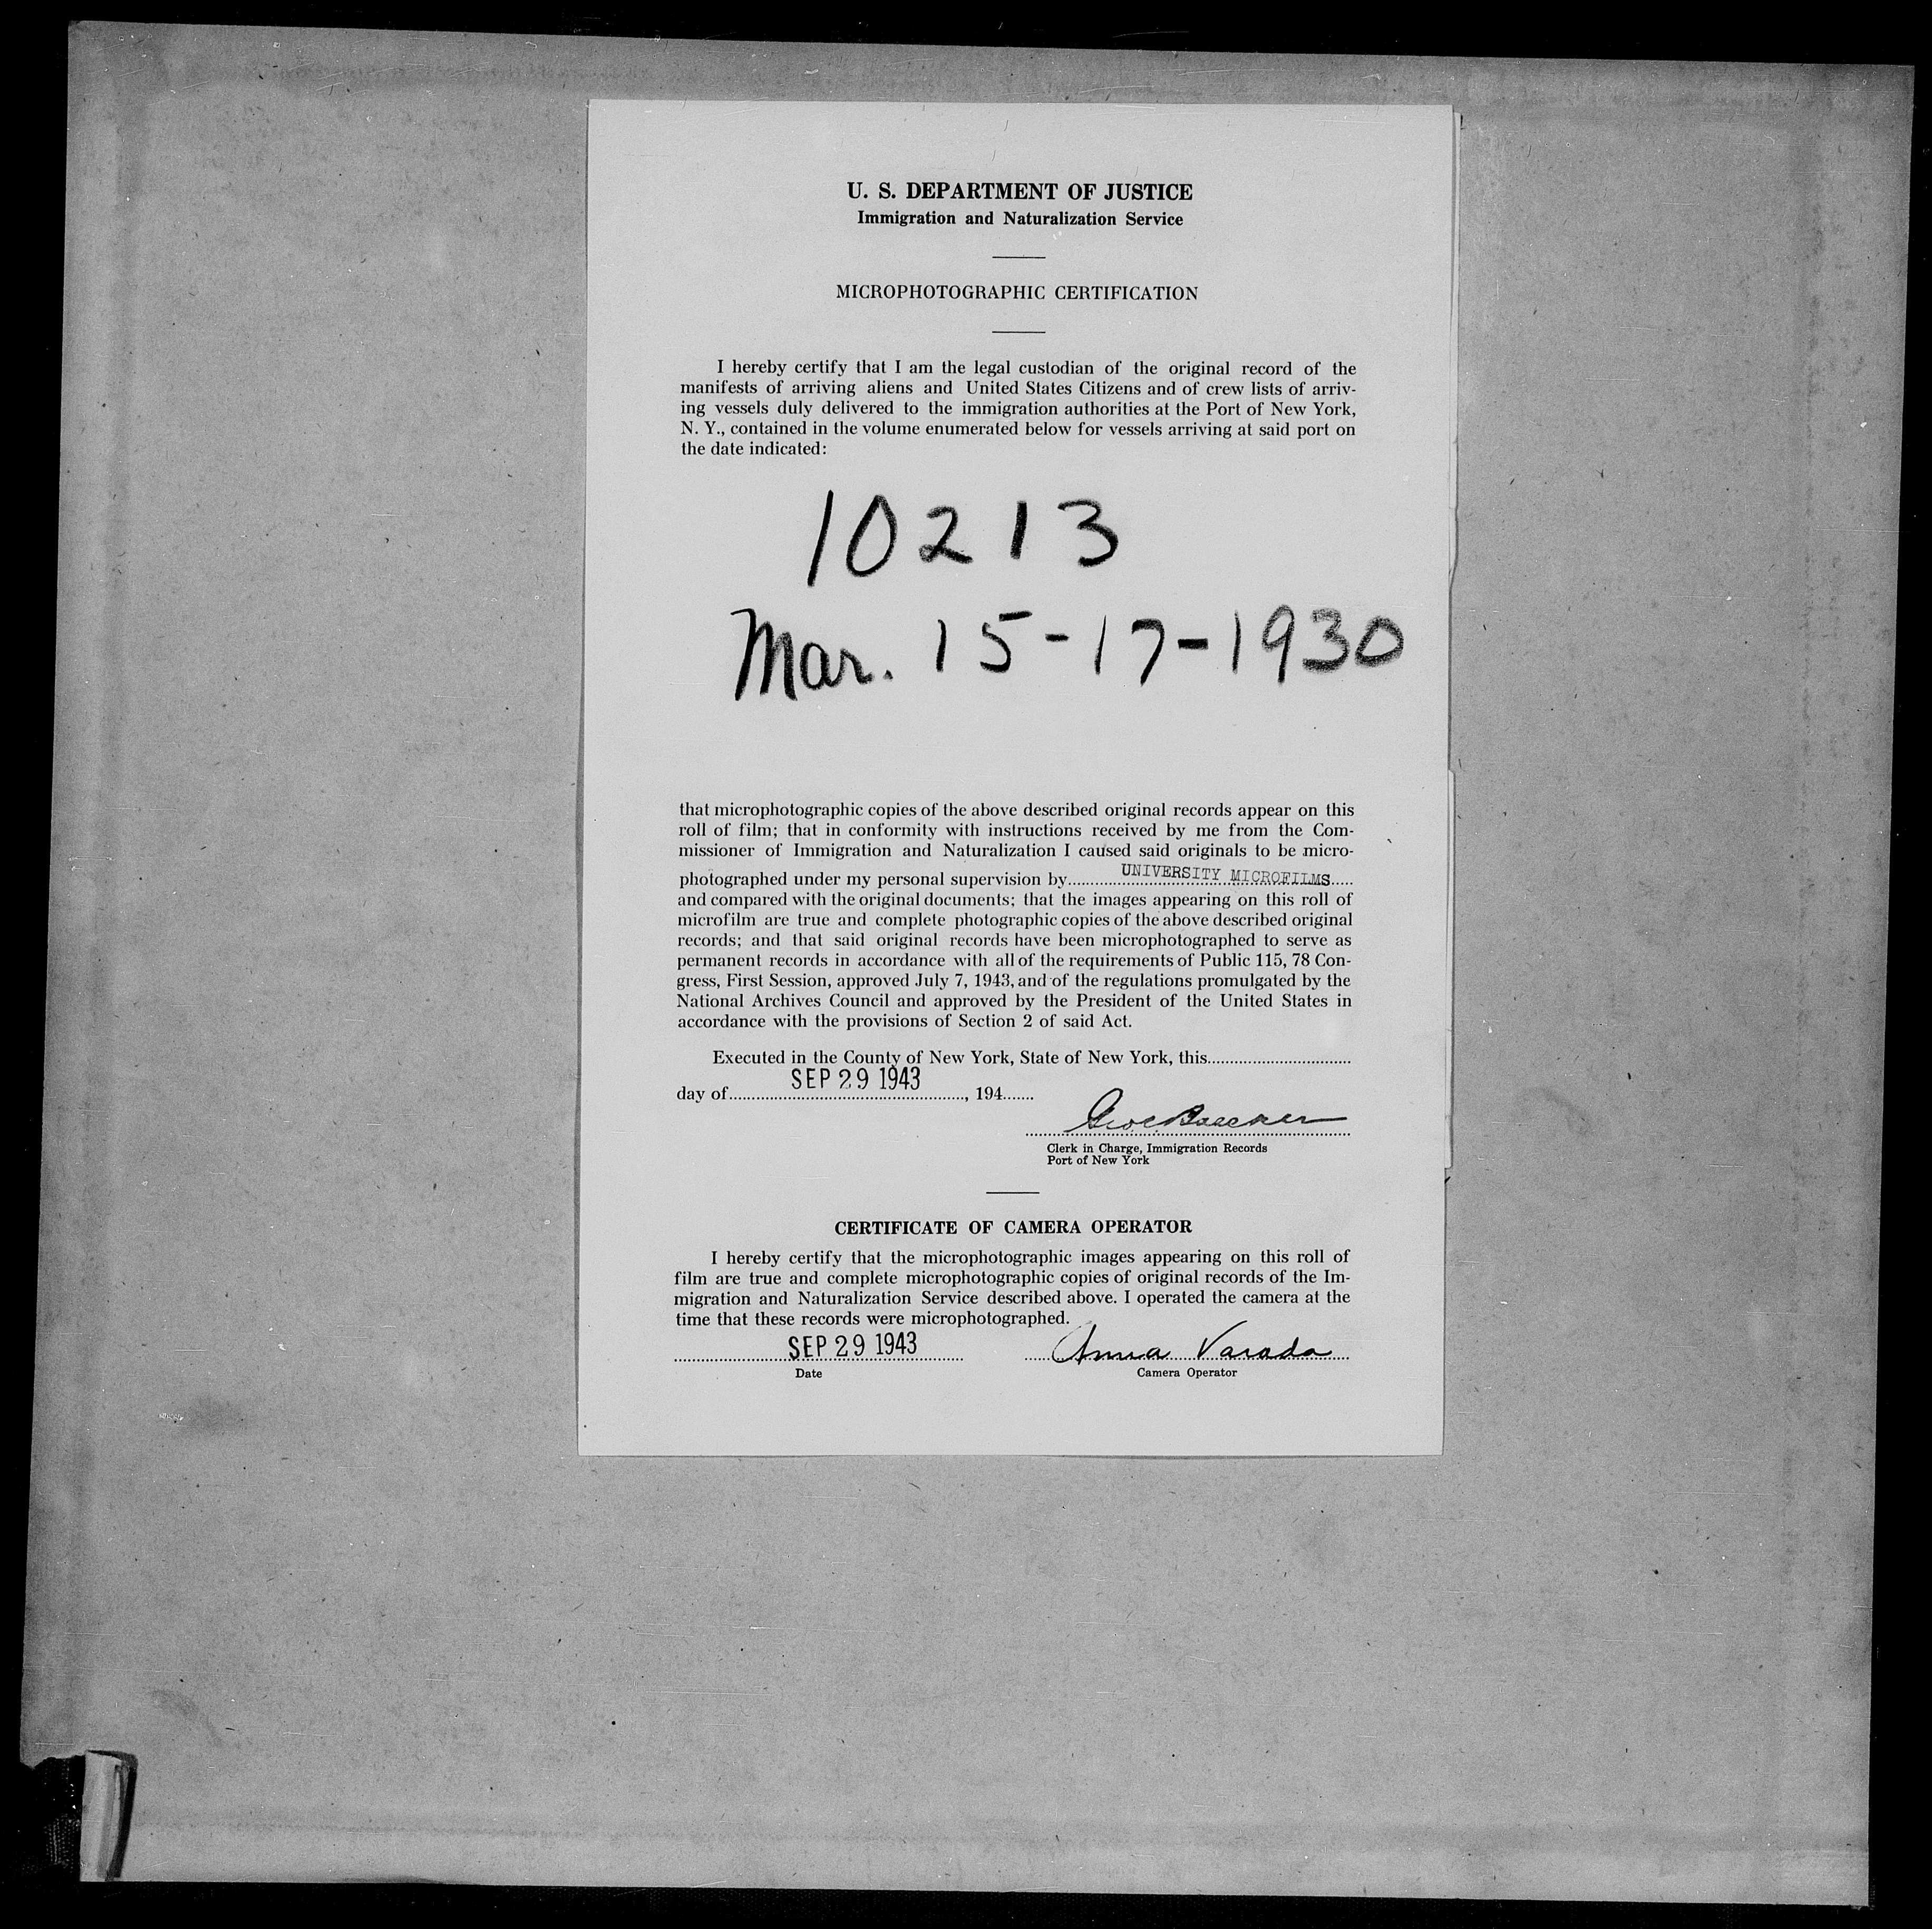 U. S. DEPARTMENT OF JUSTICE
Immigration and Naturalization Service
MICROPHOTOGRAPHIC CERTIFICATION
I hereby certify that I am the legal custodian of the original record of the
manifests of arriving aliens and United States Citizens and of crew lists of arriv-
ing vessels duly delivered to the immigration authorities at the Port of New York,
N. Y., contained in the volume enumerated below for vessels arriving at said port on
the date indicated:
10213
Mar. 15-17-1930
that microphotographic copies of the above described original records appear on this
roll of film; that in conformity with instructions received by me from the Com-
missioner of Immigration and Naturalization I caused said originals to be micro-
photographed under my personal supervision by UNIVERSITY MICROFILMS
and compared with the original documents; that the images appearing on this roll of
microfilm are true and complete photographic copies of the above described original
records; and that said original records have been microphotographed to serve as
permanent records in accordance with all of the requirements of Public 115, 78 Con-
gress, First Session, approved July 7, 1943, and of the regulations promulgated by the
National Archives Council and approved by the President of the United States in
accordance with the provisions of Section 2 of said Act.
Executed in the County of New York, State of New York, this
day of SEP 29 1943, 194
Clerk in Charge, Immigration Records
Port of New York
CERTIFICATE OF CAMERA OPERATOR
I hereby certify that the microphotographic images appearing on this roll of
film are true and complete microphotographic copies of original records of the Im-
migration and Naturalization Service described above. I operated the camera at the
time that these records were microphotographed.
SEP 29 1943 Anna Varada
Date Camera Operator